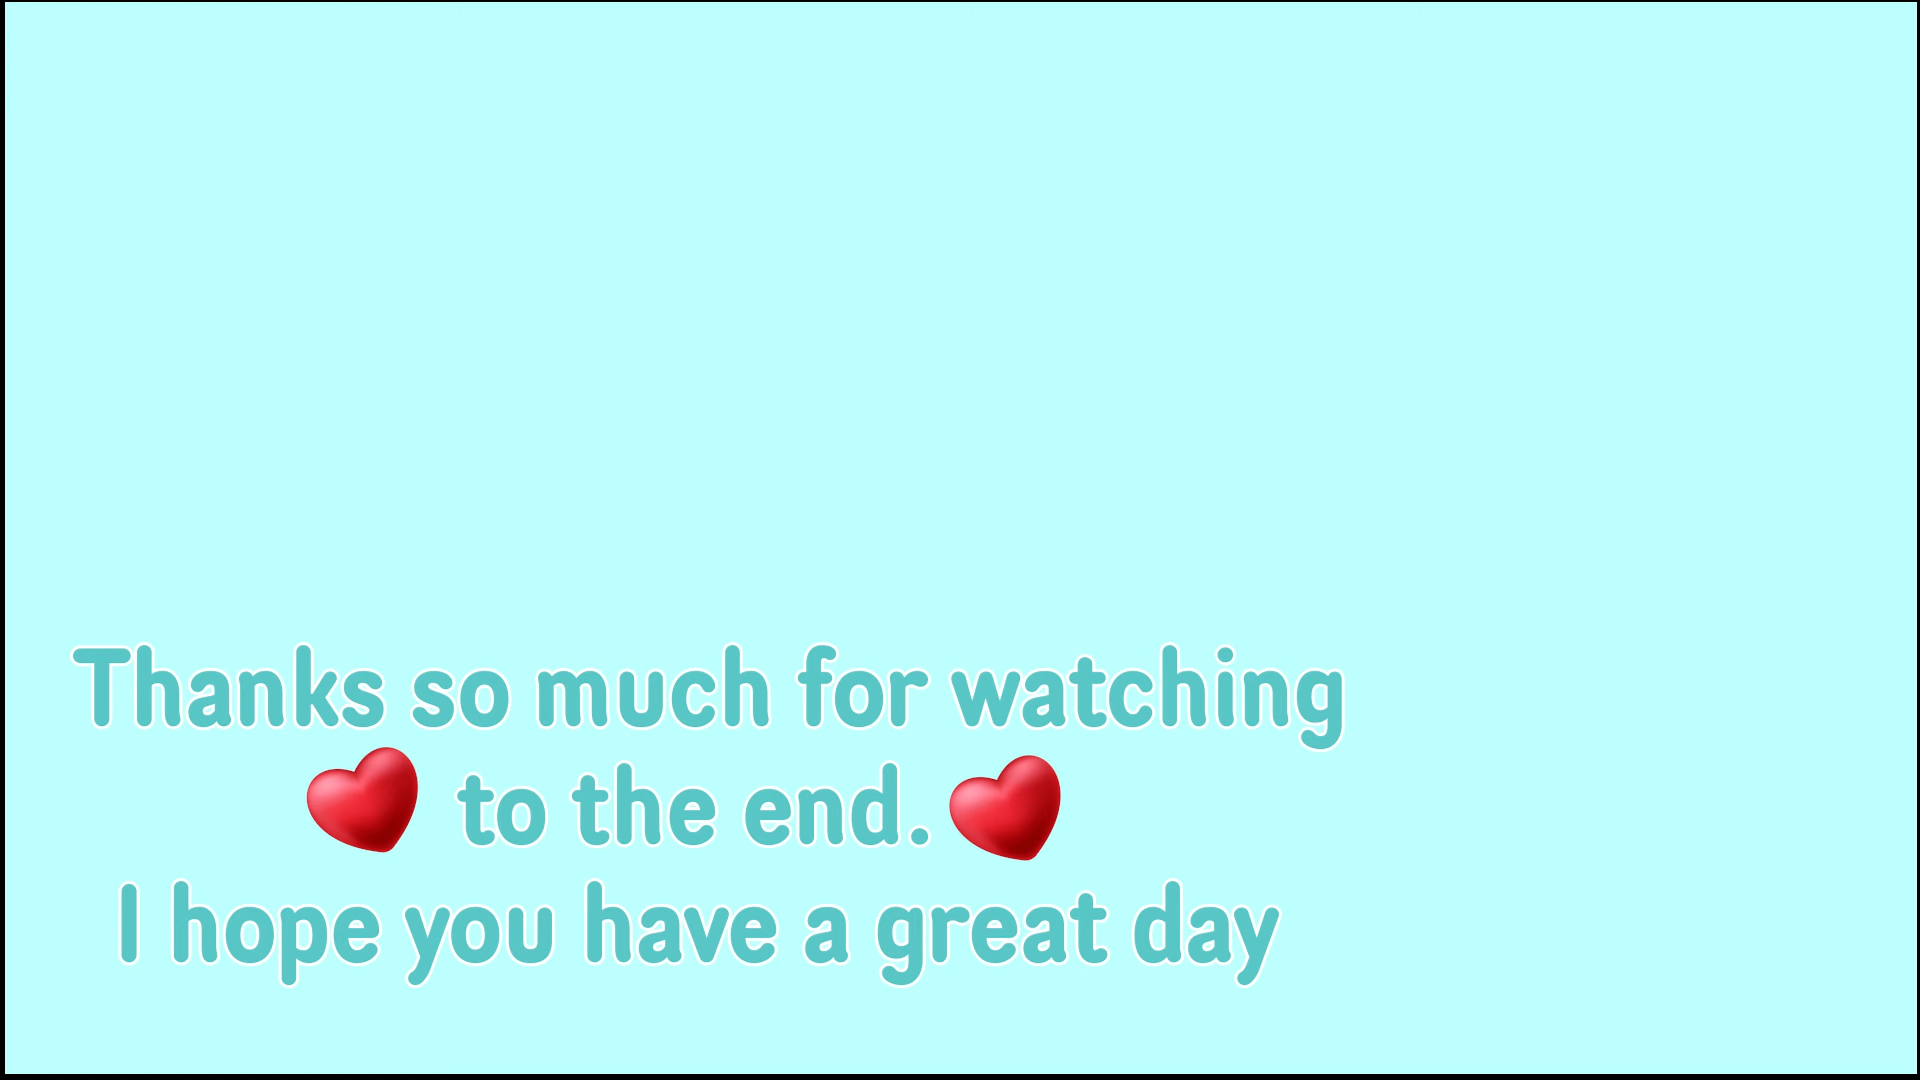 Thanks so much for watching
to the end.
I hope you have a great day